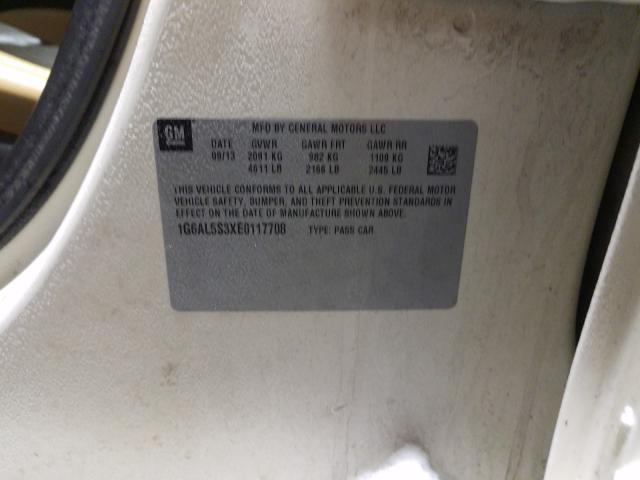 GM
MFD BY GENERAL MOTORS LLC
DATE GVWR GAWR FRT GAWR RR
09/13 2091 KG 982 KG 1109 KG
4611 LB 2166 LB 2445 LB
THIS VEHICLE CONFORMS TO ALL APPLICABLE U.S. FEDERAL MOTOR
VEHICLE SAFETY, BUMPER, AND THEFT PREVENTION STANDARDS
IN EFFECT ON THE DATE OF MANUFACTURE SHOWN ABOVE.
1G6AL5S3XE0117708 TYPE: PASS CAR